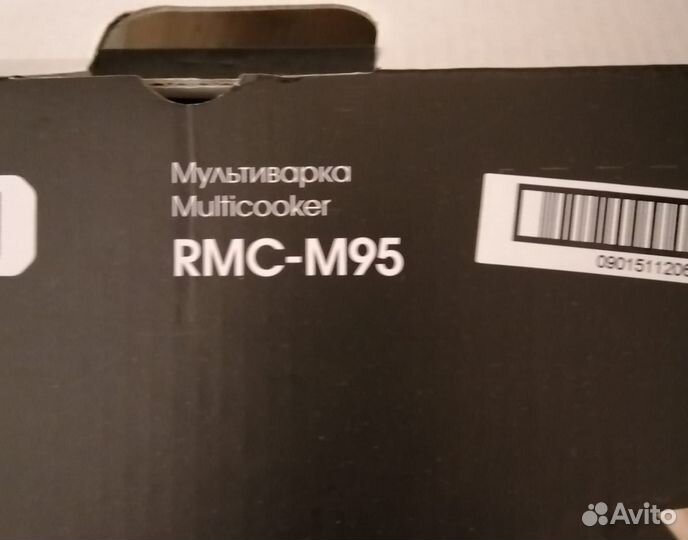 Мультиварка
Multicooker
RMC-M95
0901511206
Avito